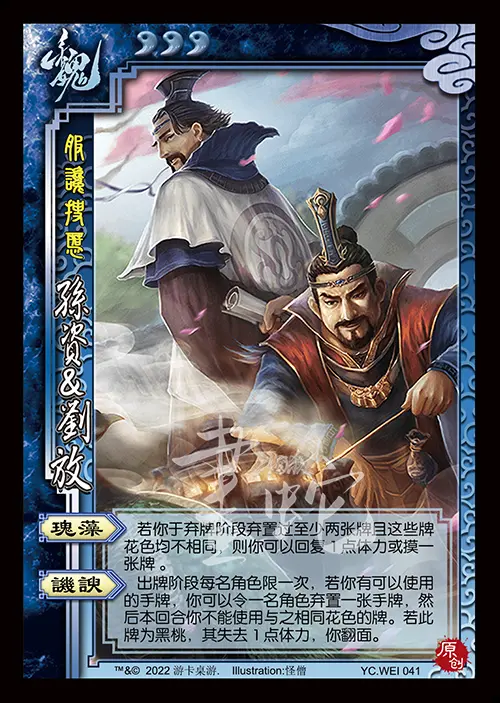 魏
服讒搜慝
孫資&劉放
瑰藻
若你于弃牌阶段弃置过至少两张牌且这些牌
花色均不相同，则你可以回复1点体力或摸一
张牌。
譏諛
出牌阶段每名角色限一次，若你有可以使用
的手牌，你可以令一名角色弃置一张手牌，然
后本回合你不能使用与之相同花色的牌。若此
牌为黑桃，其失去1点体力，你翻面。
原创
™&© 2022 游卡桌游. Illustration:怪僧
YC.WEI 041